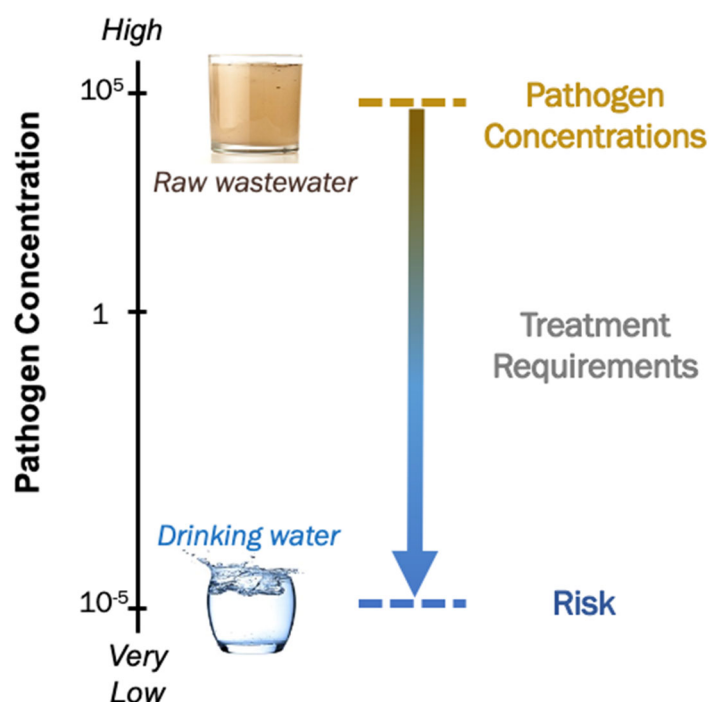 High
10⁵
Raw wastewater
Pathogen
Concentrations
Pathogen Concentration
1
Treatment
Requirements
Drinking water
10⁻⁵
Risk
Very
Low